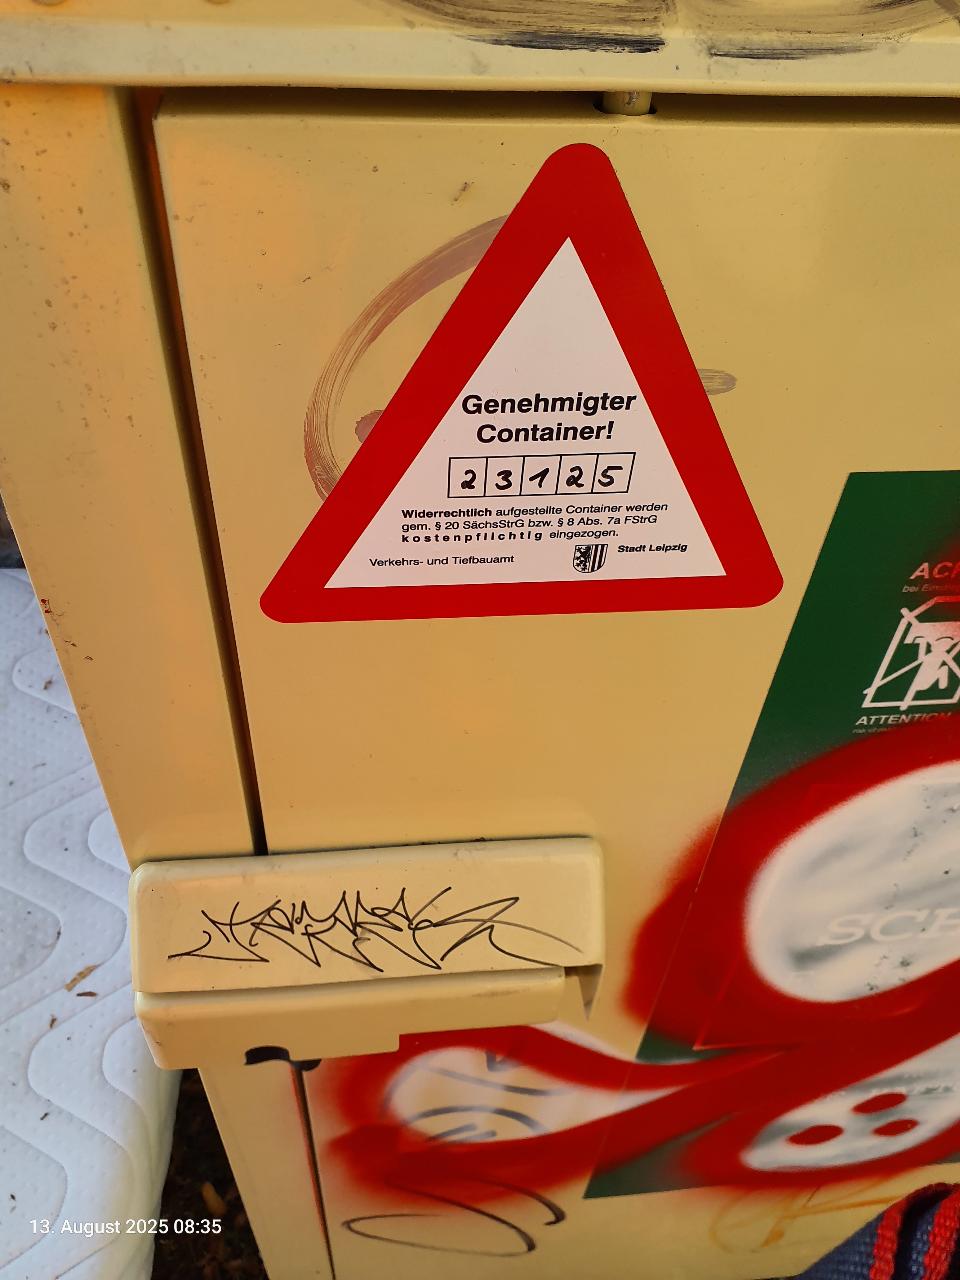 Genehmigter
Container!
23125
Widerrechtlich aufgestellte Container werden
gem. § 20 SächsStrG bzw. § 8 Abs. 7a FStrG
kostenpflichtig eingezogen.
Verkehrs- und Tiefbauamt
Stadt Leipzig
ATTENTION
13. August 2025 08:35